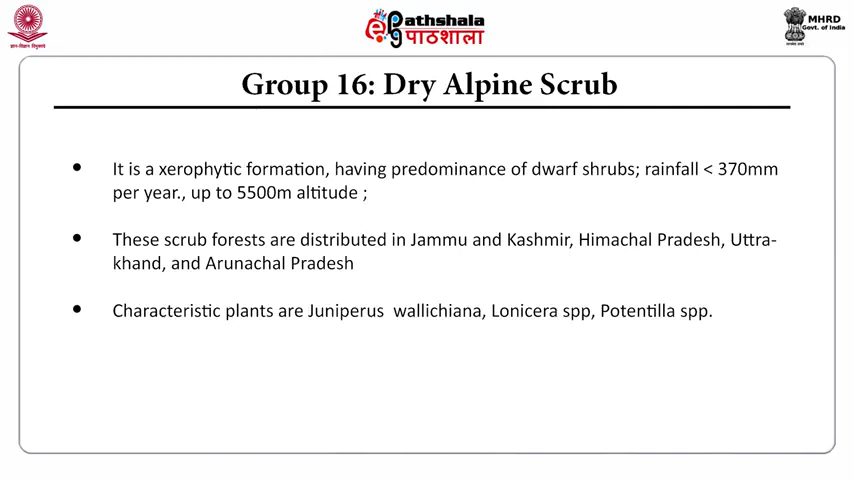 ePathshala
पाठशाला
MHRD
Govt. of India
ज्ञान-विज्ञान विमुक्तये
Group 16: Dry Alpine Scrub
• It is a xerophytic formation, having predominance of dwarf shrubs; rainfall < 370mm
per year., up to 5500m altitude ;
• These scrub forests are distributed in Jammu and Kashmir, Himachal Pradesh, Uttra-
khand, and Arunachal Pradesh
• Characteristic plants are Juniperus wallichiana, Lonicera spp, Potentilla spp.